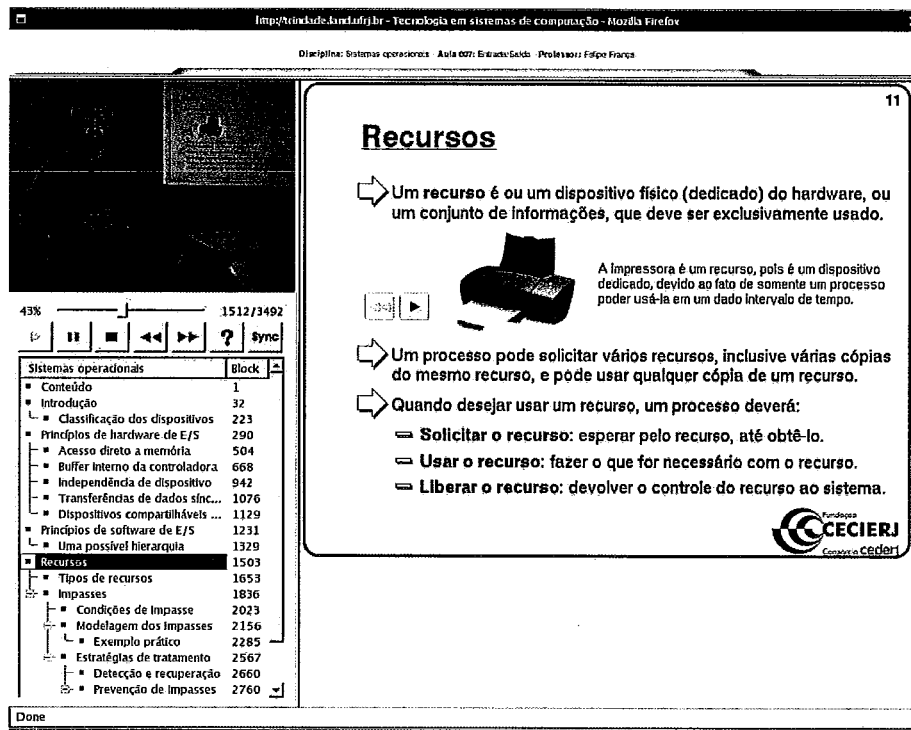 http://trindade.land.ufrj.br - Tecnologia em sistemas de computação - Mozilla Firefox
Disciplina: Sistemas operacionais - Aula 007: Entrada/Saída - Professor: Felipe França
43%
1512/3492
? Sync
Sistemas operacionais Block
Conteúdo 1
Introdução 32
Classificação dos dispositivos 223
Princípios de hardware de E/S 290
Acesso direto a memória 504
Buffer interno da controladora 668
Independência de dispositivo 942
Transferências de dados sínc... 1076
Dispositivos compartilháveis ... 1129
Princípios de software de E/S 1231
Uma possível hierarquia 1329
Recursos 1503
Tipos de recursos 1653
Impasses 1836
Condições de Impasse 2023
Modelagem dos Impasses 2156
Exemplo prático 2285
Estratégias de tratamento 2567
Detecção e recuperação 2660
Prevenção de Impasses 2760
Done
11
Recursos
Um recurso é ou um dispositivo físico (dedicado) do hardware, ou
um conjunto de informações, que deve ser exclusivamente usado.
A impressora é um recurso, pois é um dispositivo
dedicado, devido ao fato de somente um processo
poder usá-la em um dado intervalo de tempo.
Um processo pode solicitar vários recursos, inclusive várias cópias
do mesmo recurso, e pode usar qualquer cópia de um recurso.
Quando desejar usar um recurso, um processo deverá:
Solicitar o recurso: esperar pelo recurso, até obtê-lo.
Usar o recurso: fazer o que for necessário com o recurso.
Liberar o recurso: devolver o controle do recurso ao sistema.
Fundação
CECIERJ
Consórcio cederj